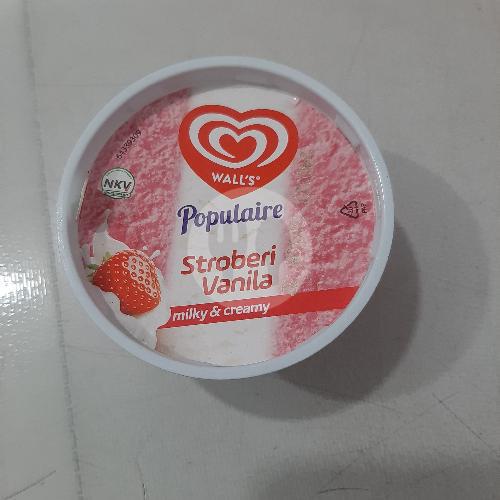 WALL'S
NKV
Populaire
Stroberi
Vanila
milky & creamy